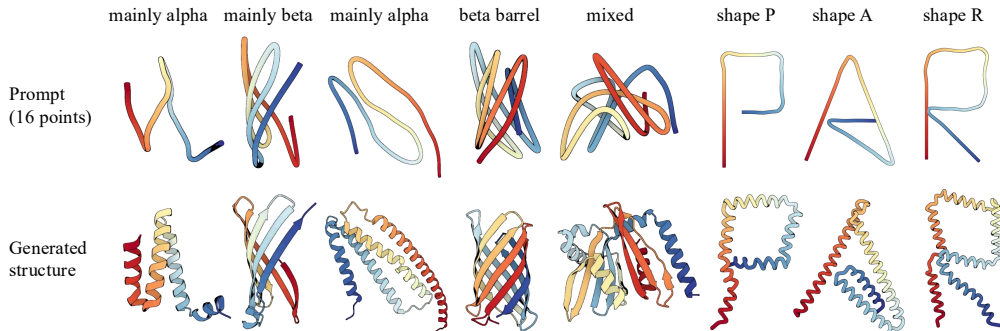 mainly alpha mainly beta mainly alpha beta barrel mixed shape P shape A shape R
Prompt
(16 points)
Generated
structure